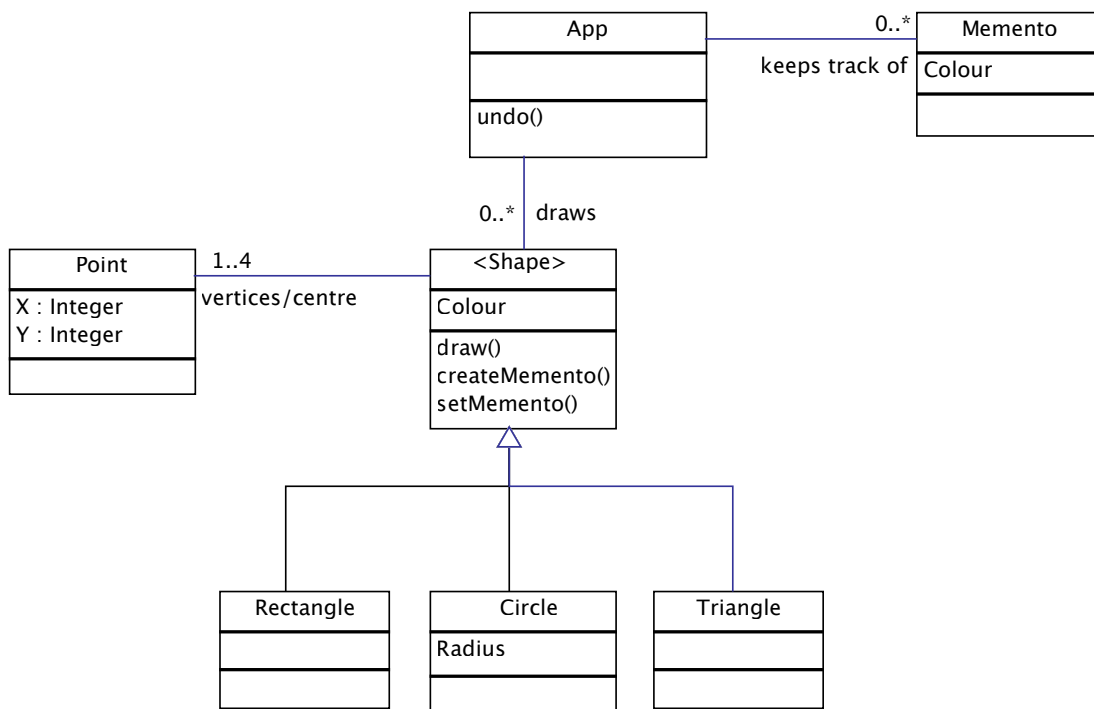 App
undo()
0..*
keeps track of
Memento
Colour
0..* draws
Point
X : Integer
Y : Integer
1..4
vertices/centre
<Shape>
Colour
draw()
createMemento()
setMemento()
Rectangle
Circle
Radius
Triangle